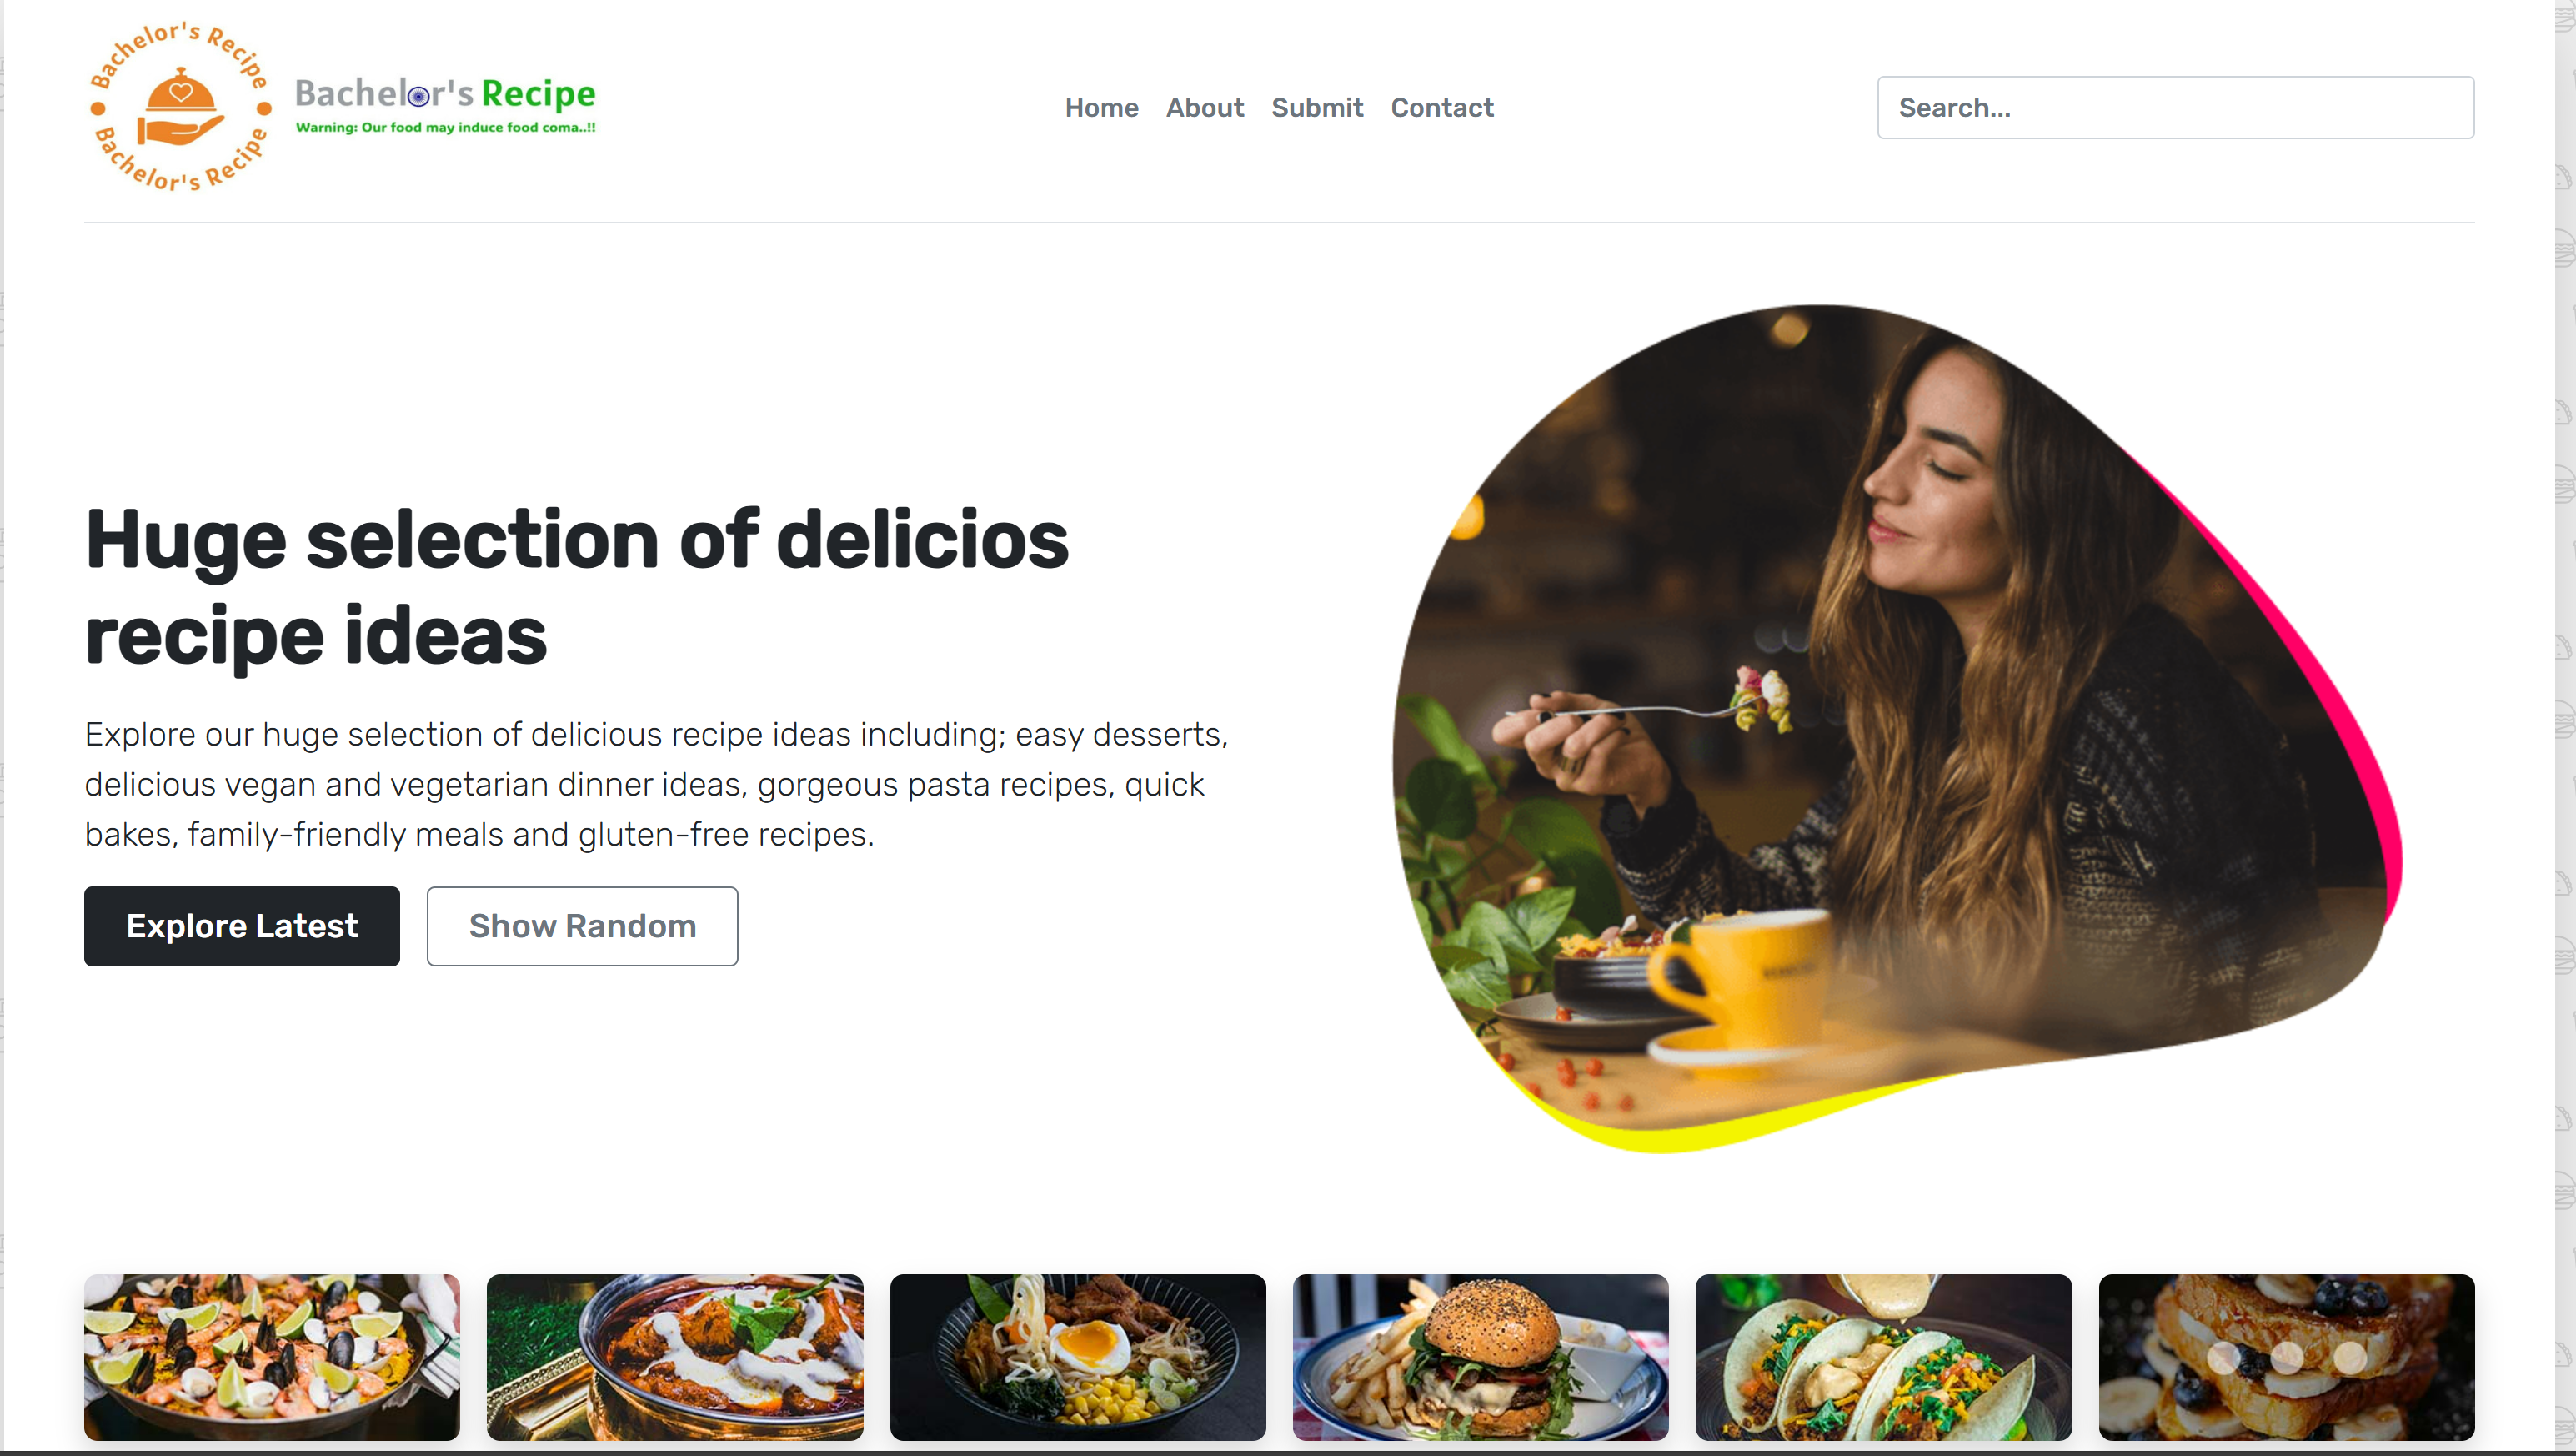 Bachelor's Recipe
Bachelor's Recipe
Bachelor's Recipe
Warning: Our food may induce food coma..!!
Home About Submit Contact
Search...
Huge selection of delicios
recipe ideas
Explore our huge selection of delicious recipe ideas including; easy desserts,
delicious vegan and vegetarian dinner ideas, gorgeous pasta recipes, quick
bakes, family-friendly meals and gluten-free recipes.
Explore Latest Show Random